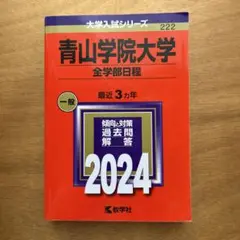 大学入試シリーズ
222
青山学院大学
全学部日程
最近3カ年
一般
傾向と対策
過去問
解答
2024
教学社